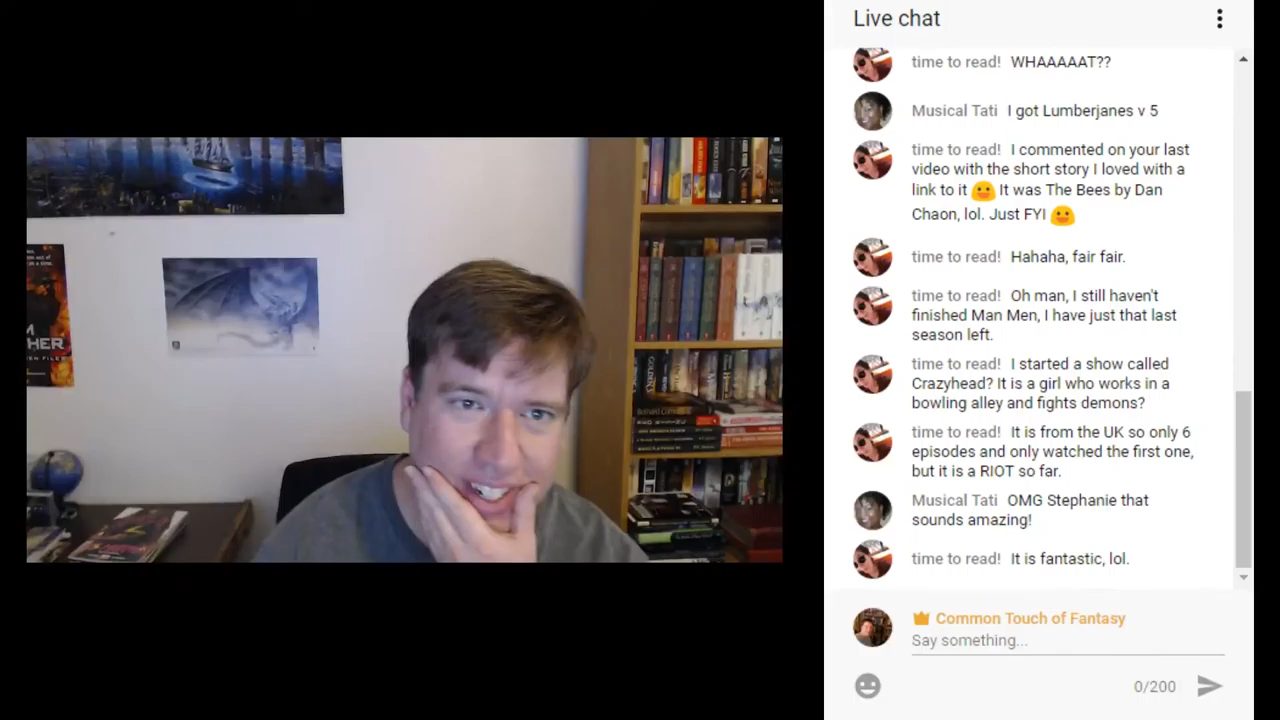 Live chat
time to read! WHAAAAAT??
Musical Tati I got Lumberjanes v 5
time to read! I commented on your last
video with the short story I loved with a
link to it 😀 It was The Bees by Dan
Chaon, lol. Just FYI 😀
time to read! Hahaha, fair fair.
time to read! Oh man, I still haven't
finished Man Men, I have just that last
season left.
time to read! I started a show called
Crazyhead? It is a girl who works in a
bowling alley and fights demons?
time to read! It is from the UK so only 6
episodes and only watched the first one,
but it is a RIOT so far.
Musical Tati OMG Stephanie that
sounds amazing!
time to read! It is fantastic, lol.
Common Touch of Fantasy
Say something...
0/200